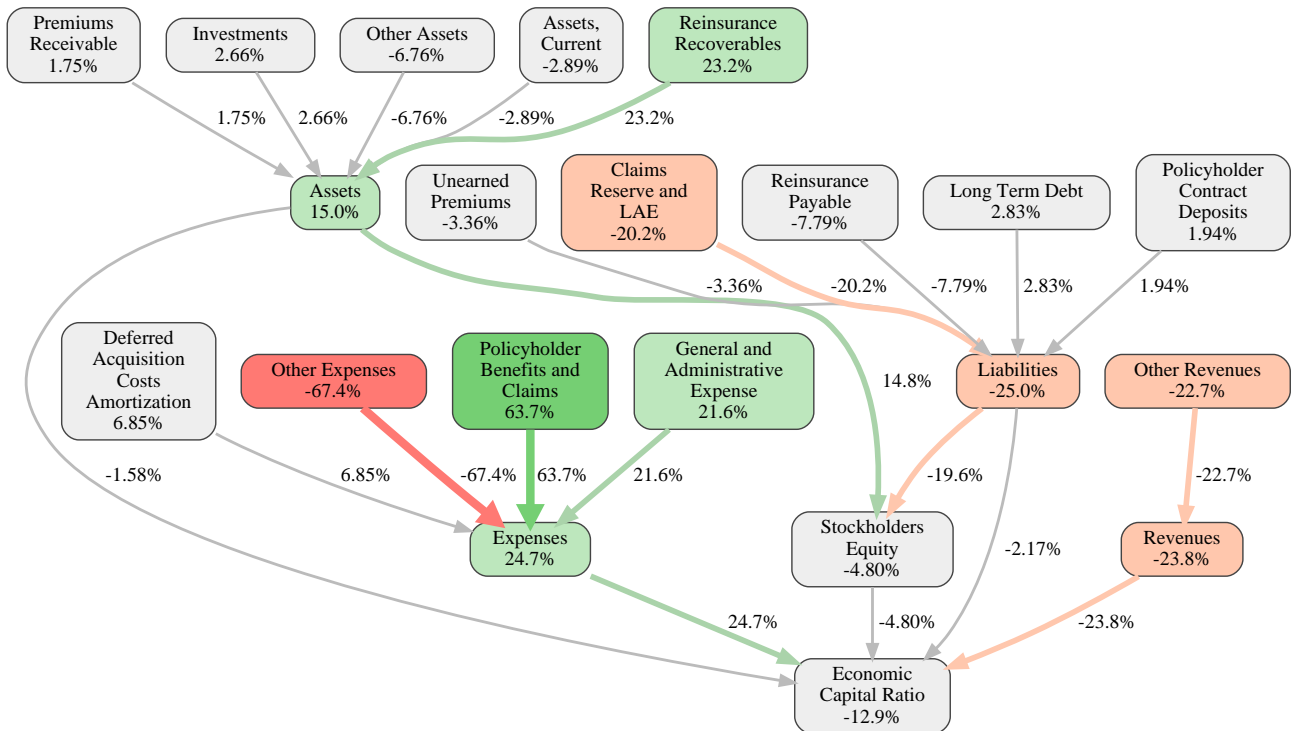 Premiums
Receivable
1.75%
Investments
2.66%
Other Assets
-6.76%
Assets,
Current
-2.89%
Reinsurance
Recoverables
23.2%
1.75%
2.66%
-6.76%
-2.89%
23.2%
Assets
15.0%
Unearned
Premiums
-3.36%
Claims
Reserve and
LAE
-20.2%
Reinsurance
Payable
-7.79%
Long Term Debt
2.83%
Policyholder
Contract
Deposits
1.94%
-3.36%
-20.2%
-7.79%
2.83%
1.94%
Deferred
Acquisition
Costs
Amortization
6.85%
Other Expenses
-67.4%
Policyholder
Benefits and
Claims
63.7%
General and
Administrative
Expense
21.6%
14.8%
Liabilities
-25.0%
Other Revenues
-22.7%
-1.58%
6.85%
-67.4%
63.7%
21.6%
-19.6%
-22.7%
Expenses
24.7%
Stockholders
Equity
-4.80%
-2.17%
Revenues
-23.8%
24.7%
-4.80%
-23.8%
Economic
Capital Ratio
-12.9%